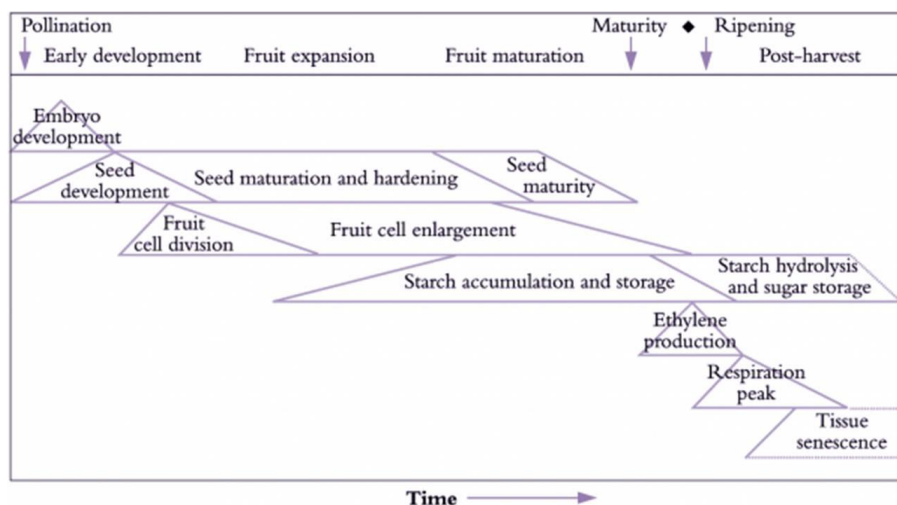 Pollination
Maturity ◆ Ripening
Early development
Fruit expansion
Fruit maturation
Post-harvest
Embryo
development
Seed
development
Seed maturation and hardening
Seed
maturity
Fruit
cell division
Fruit cell enlargement
Starch accumulation and storage
Starch hydrolysis
and sugar storage
Ethylene
production
Respiration
peak
Tissue
senescence
Time